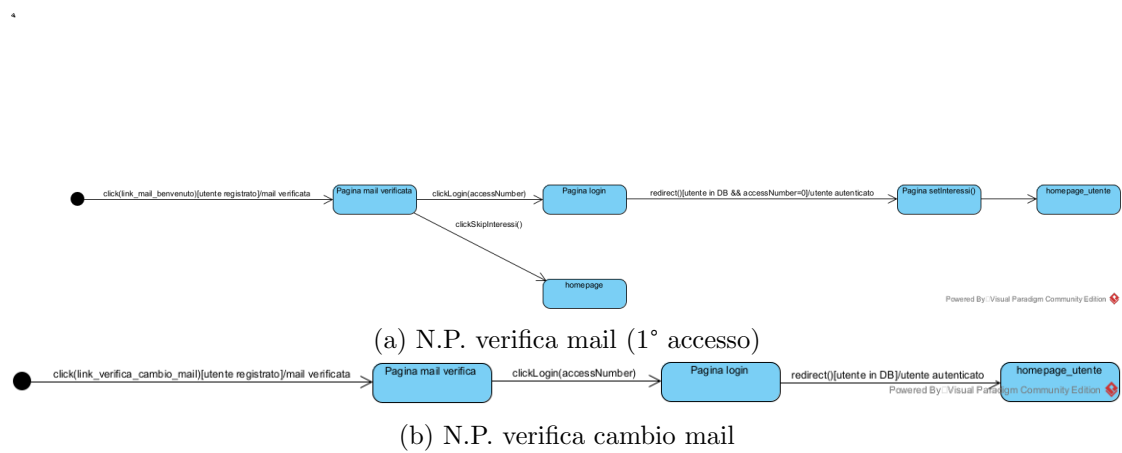 click(link_mail_benvenuto)[utente registrato]/mail verificata
Pagina mail verificata
clickLogin(accessNumber)
Pagina login
redirect()[utente in DB && accessNumber=0]/utente autenticato
Pagina setInteressi()
homepage_utente
clickSkipInteressi()
homepage
Powered By Visual Paradigm Community Edition
(a) N.P. verifica mail (1° accesso)
click(link_verifica_cambio_mail)[utente registrato]/mail verificata
Pagina mail verifica
clickLogin(accessNumber)
Pagina login
redirect()[utente in DB]/utente autenticato
homepage_utente
Powered By Visual Paradigm Community Edition
(b) N.P. verifica cambio mail